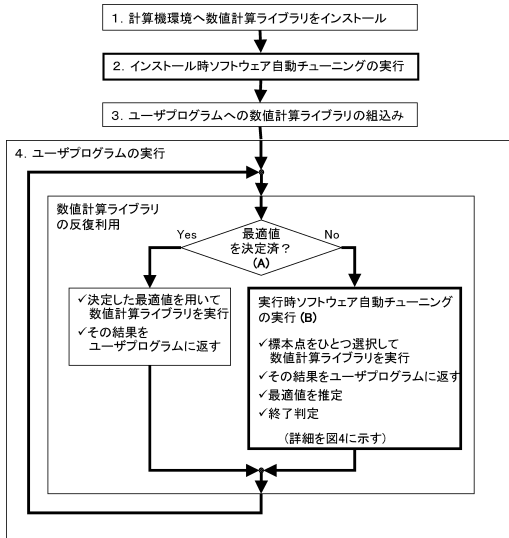 1. 計算機環境へ数値計算ライブラリをインストール
2. インストール時ソフトウェア自動チューニングの実行
3. ユーザプログラムへの数値計算ライブラリの組込み
4. ユーザプログラムの実行
数値計算ライブラリ
の反復利用
最適値
を決定済？
(A)
Yes
No
✓決定した最適値を用いて
数値計算ライブラリを実行
✓その結果を
ユーザプログラムに返す
実行時ソフトウェア自動チューニング
の実行(B)
✓標本点をひとつ選択して
数値計算ライブラリを実行
✓その結果をユーザプログラムに返す
✓最適値を推定
✓終了判定
(詳細を図4に示す)